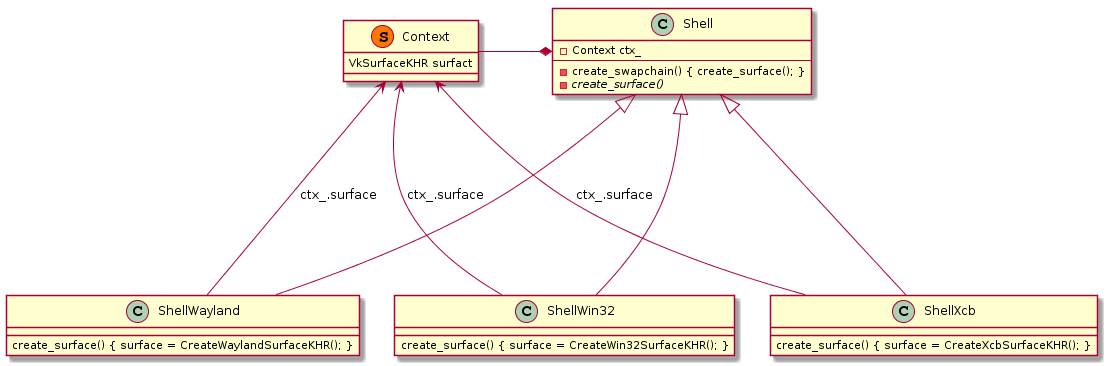 S Context
VkSurfaceKHR surfact
C Shell
Context ctx_
create_swapchain() { create_surface(); }
create_surface()
ctx_.surface
ctx_.surface
ctx_.surface
C ShellWayland
create_surface() { surface = CreateWaylandSurfaceKHR(); }
C ShellWin32
create_surface() { surface = CreateWin32SurfaceKHR(); }
C ShellXcb
create_surface() { surface = CreateXcbSurfaceKHR(); }